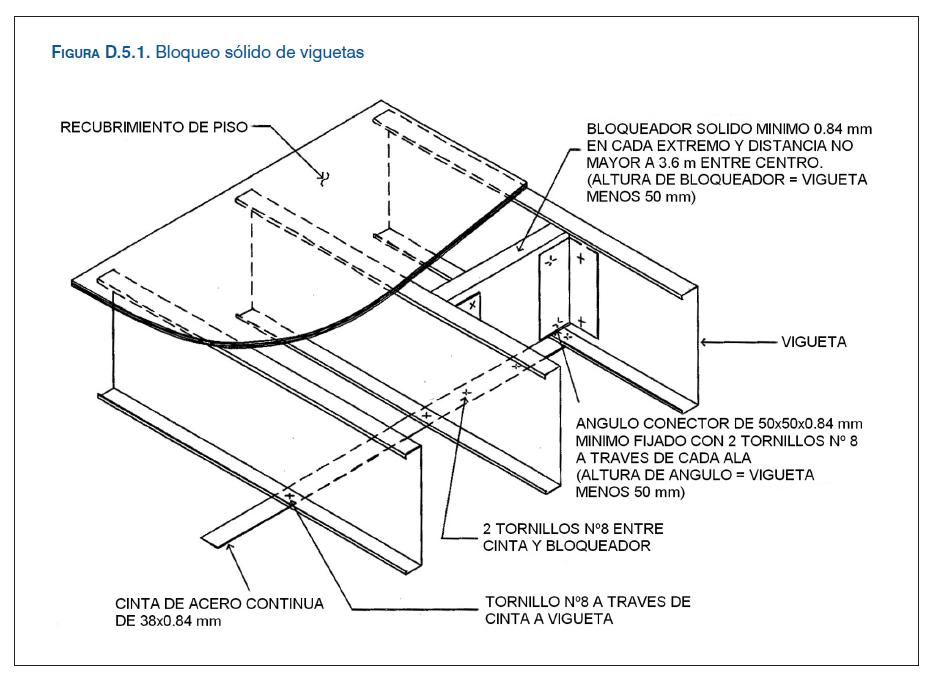 FIGURA D.5.1. Bloqueo sólido de viguetas
RECUBRIMIENTO DE PISO
BLOQUEADOR SOLIDO MINIMO 0.84 mm
EN CADA EXTREMO Y DISTANCIA NO
MAYOR A 3.6 m ENTRE CENTRO.
(ALTURA DE BLOQUEADOR = VIGUETA
MENOS 50 mm)
VIGUETA
ANGULO CONECTOR DE 50x50x0.84 mm
MINIMO FIJADO CON 2 TORNILLOS Nº 8
A TRAVES DE CADA ALA
(ALTURA DE ANGULO = VIGUETA
MENOS 50 mm)
2 TORNILLOS Nº8 ENTRE
CINTA Y BLOQUEADOR
CINTA DE ACERO CONTINUA
DE 38x0.84 mm
TORNILLO Nº8 A TRAVES DE
CINTA A VIGUETA